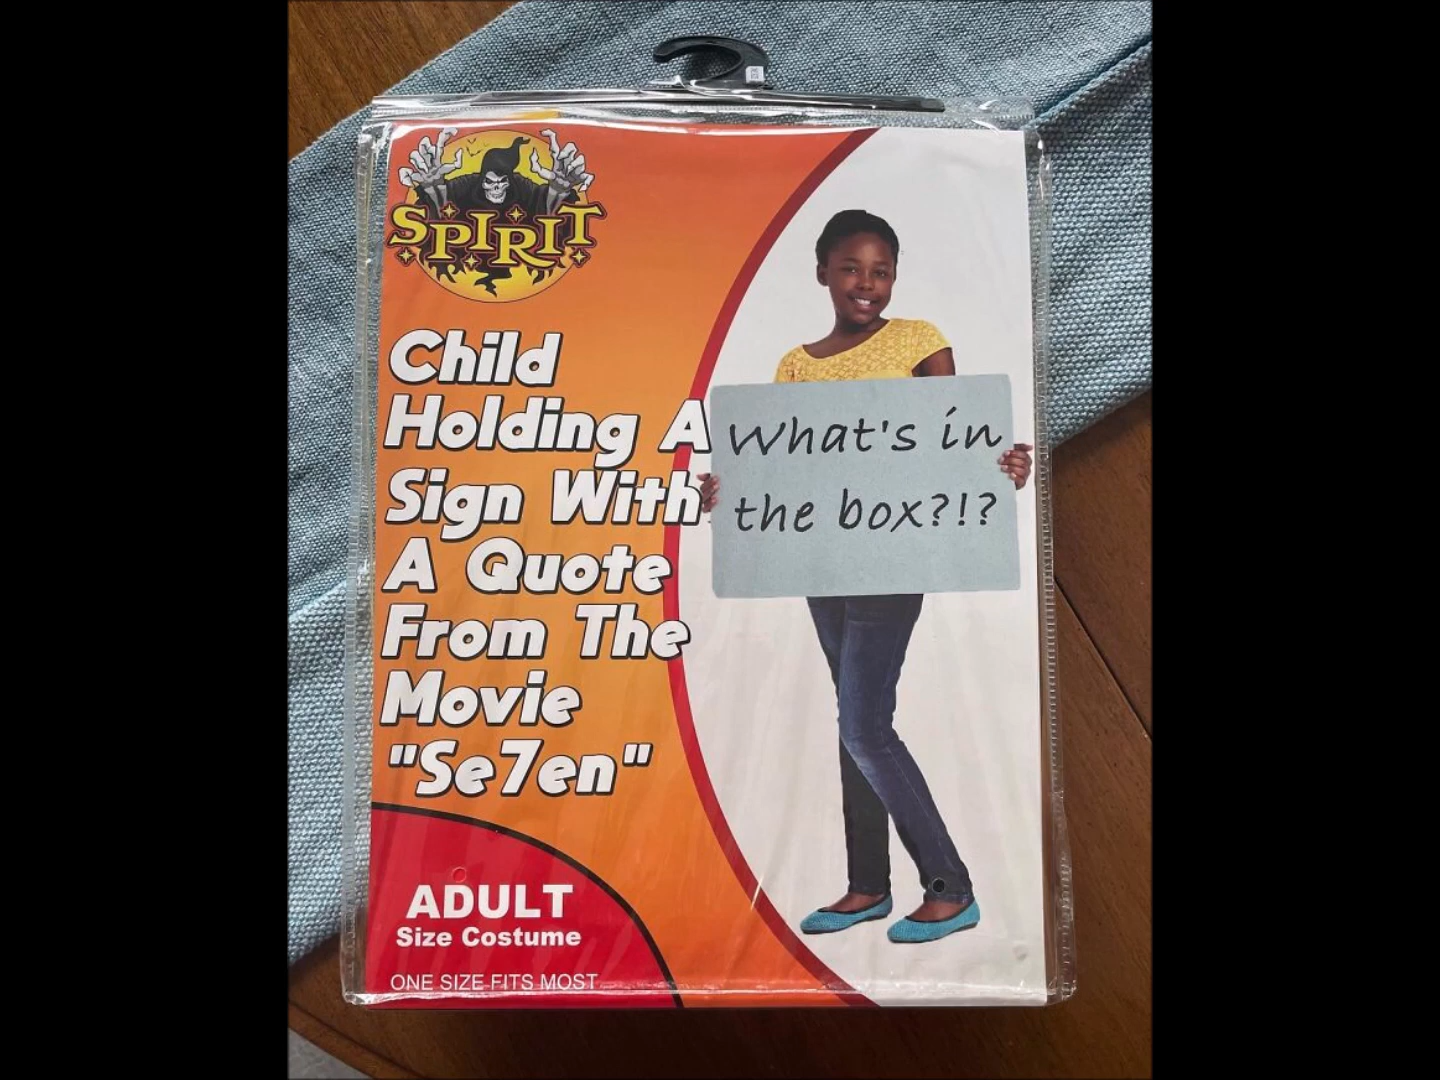 SPIRIT
Child
Holding A
Sign With
A Quote
From The
Movie
"Se7en"
What's in
the box?!?
ADULT
Size Costume
ONE SIZE FITS MOST